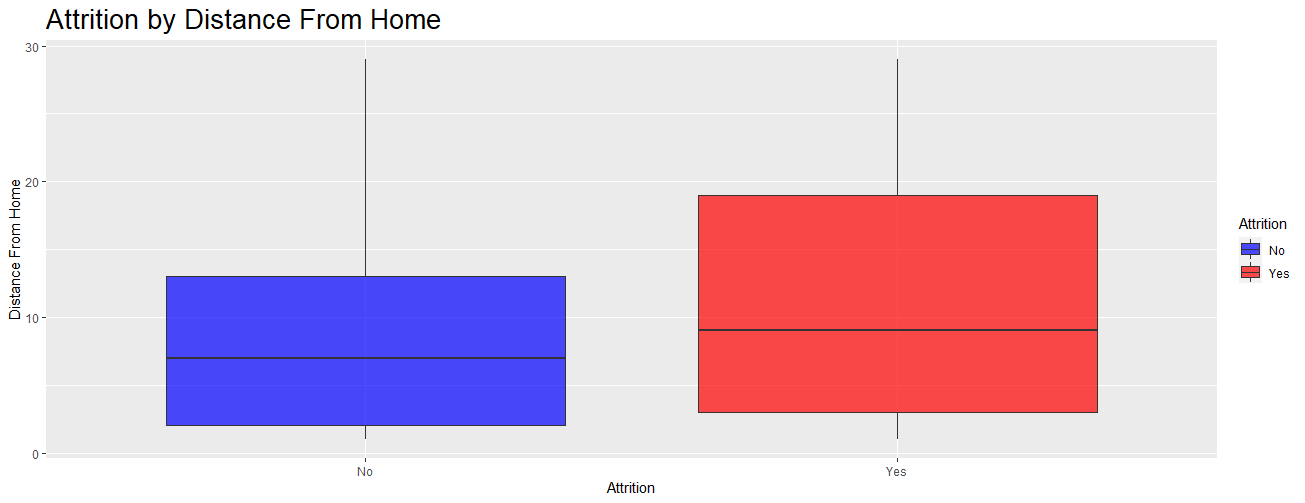 Attrition by Distance From Home
30
20
10
0
Distance From Home
No
Yes
Attrition
Attrition
No
Yes